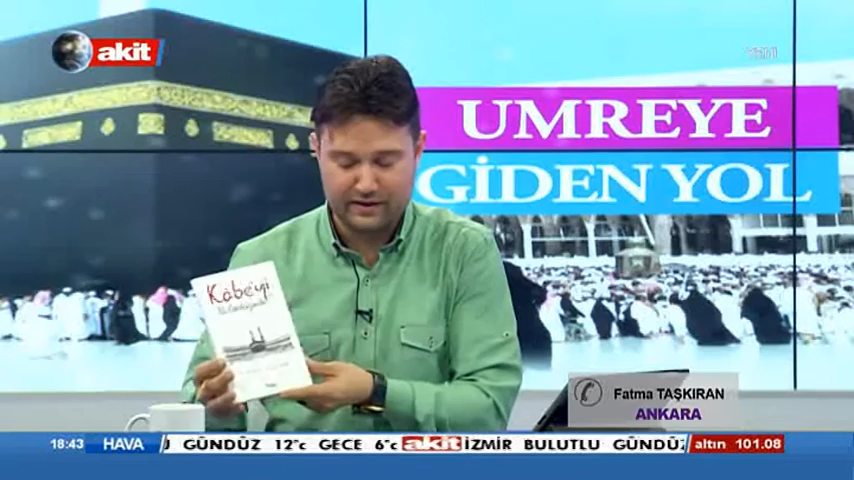 akit
UMREYE
GİDEN YOL
Kâbe'yi
Fatma TAŞKIRAN
ANKARA
18:43 HAVA GÜNDÜZ 12°c GECE 6°c akit İZMİR BULUTLU GÜNDÜZ altın 101.08